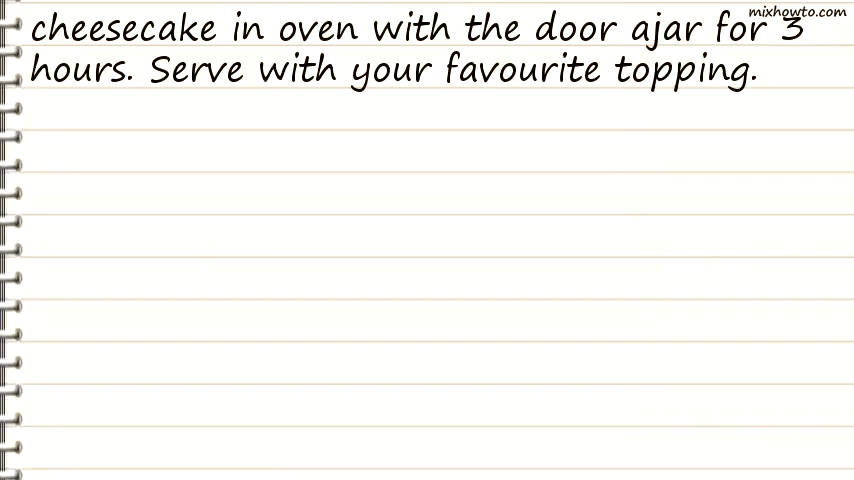 mixhowto.com
cheesecake in oven with the door ajar for 3
hours. Serve with your favourite topping.